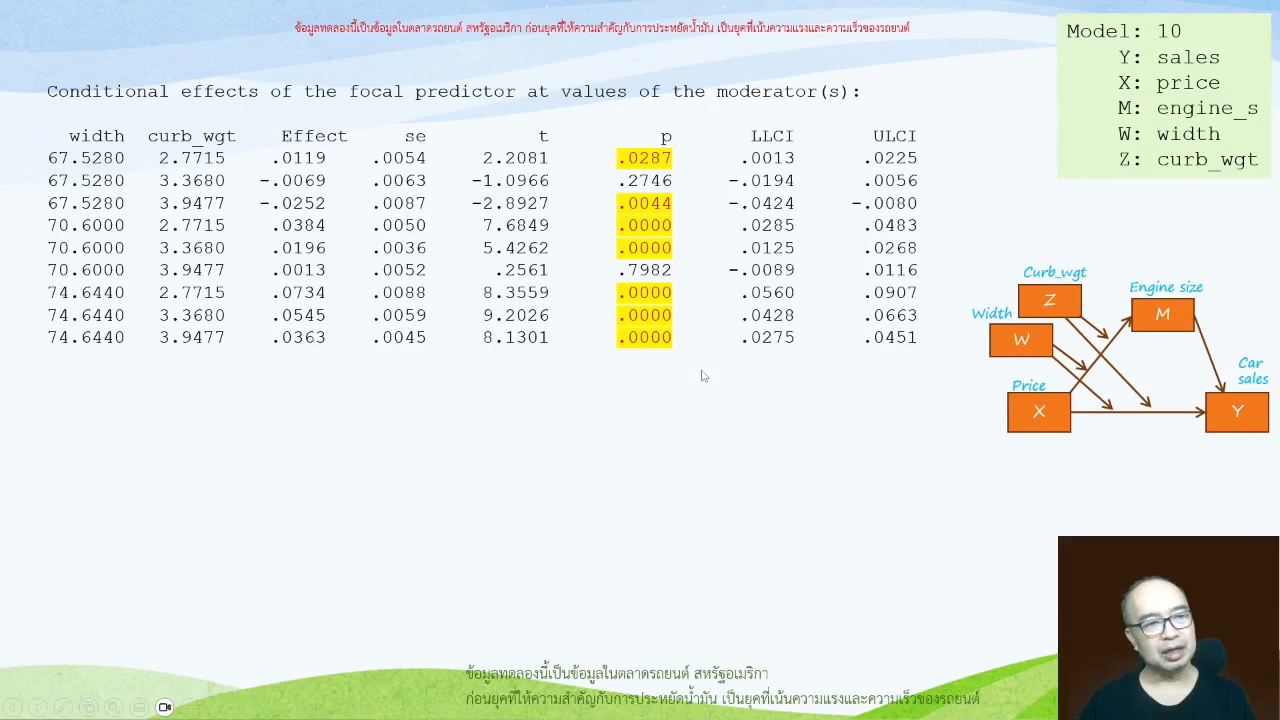 ข้อมูลทดลองนี้เป็นข้อมูลในตลาดรถยนต์ สหรัฐอเมริกา ก่อนยุคที่ให้ความสำคัญกับการประหยัดน้ำมัน เป็นยุคที่เน้นความแรงและความเร็วของรถยนต์
Model: 10
Y: sales
X: price
M: engine_s
W: width
Z: curb_wgt
Conditional effects of the focal predictor at values of the moderator(s):
width curb_wgt Effect se t p LLCI ULCI
67.5280 2.7715 .0119 .0054 2.2081 .0287 .0013 .0225
67.5280 3.3680 -.0069 .0063 -1.0966 .2746 -.0194 .0056
67.5280 3.9477 -.0252 .0087 -2.8927 .0044 -.0424 -.0080
70.6000 2.7715 .0384 .0050 7.6849 .0000 .0285 .0483
70.6000 3.3680 .0196 .0036 5.4262 .0000 .0125 .0268
70.6000 3.9477 .0013 .0052 .2561 .7982 -.0089 .0116
74.6440 2.7715 .0734 .0088 8.3559 .0000 .0560 .0907
74.6440 3.3680 .0545 .0059 9.2026 .0000 .0428 .0663
74.6440 3.9477 .0363 .0045 8.1301 .0000 .0275 .0451
Curb_wgt
Z
Engine size
M
Width
W
Price
X
Car
sales
Y
ข้อมูลทดลองนี้เป็นข้อมูลในตลาดรถยนต์ สหรัฐอเมริกา
ก่อนยุคที่ให้ความสำคัญกับการประหยัดน้ำมัน เป็นยุคที่เน้นความแรงและความเร็วของรถยนต์